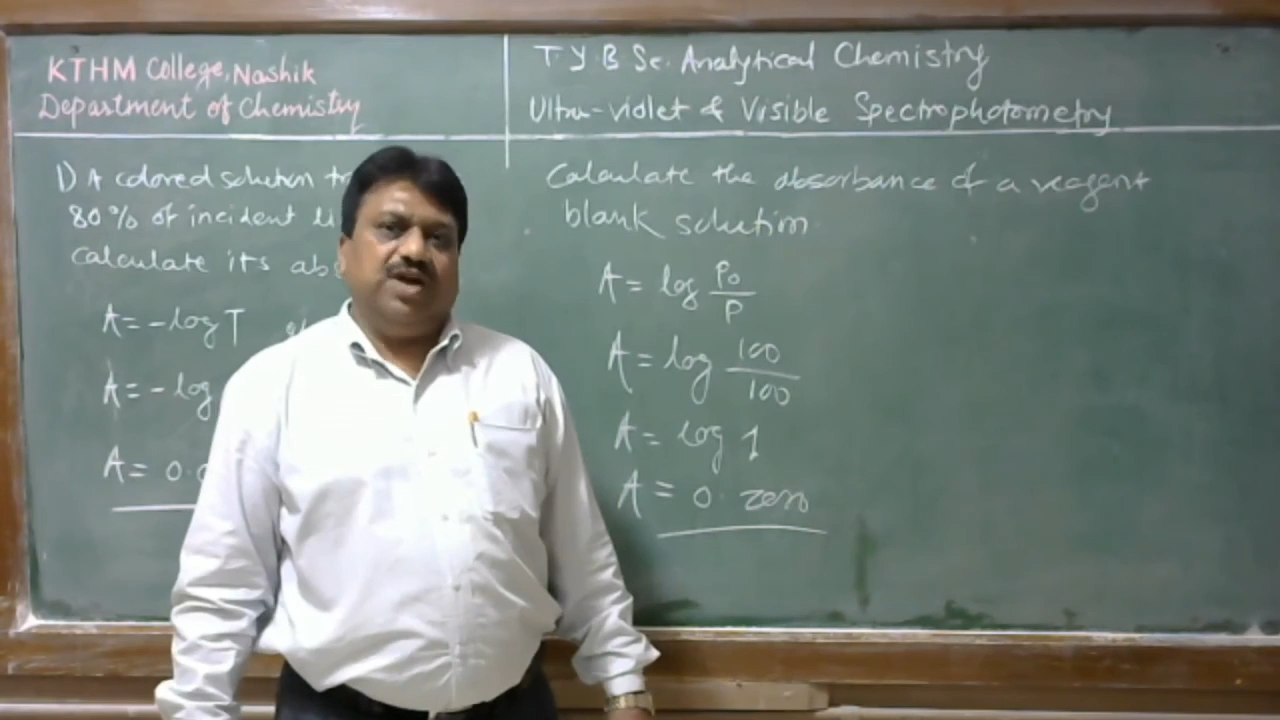 KTHM College, Nashik
Department of Chemistry
T.Y.B.Sc. Analytical Chemistry
Ultra-violet & Visible Spectrophotometry
1) A colored solution
80% of incident
calculate its
A = -log T
A = -log
A = 0.
Calculate the absorbance of a reagent
blank solution.
A = log P0/P
A = log 100/100
A = log 1
A = 0. zero